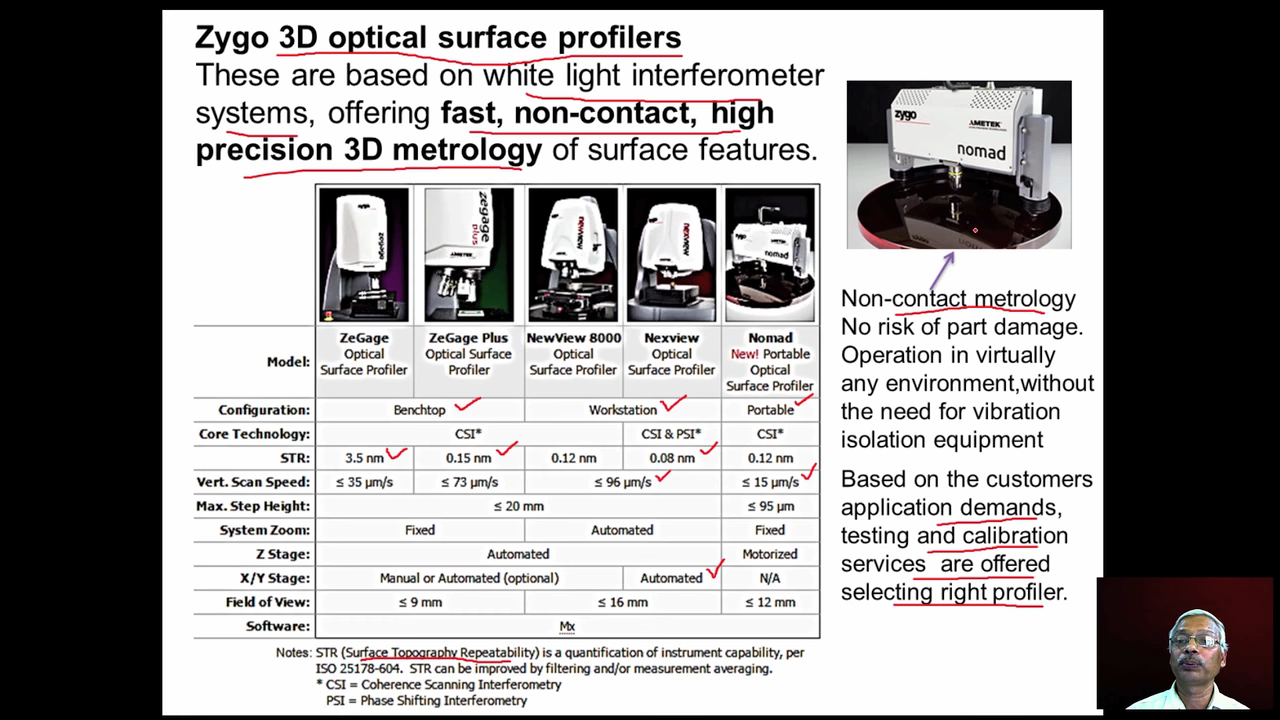 Zygo 3D optical surface profilers
These are based on white light interferometer
systems, offering fast, non-contact, high
precision 3D metrology of surface features.
zygo
AMETEK
nomad
zegage
zegage plus
AMETEK
newview
nexview
nomad
Model: ZeGage Optical Surface Profiler ZeGage Plus Optical Surface Profiler NewView 8000 Optical Surface Profiler Nexview Optical Surface Profiler Nomad New! Portable Optical Surface Profiler
Configuration: Benchtop Workstation Portable
Core Technology: CSI* CSI & PSI* CSI*
STR: 3.5 nm 0.15 nm 0.12 nm 0.08 nm 0.12 nm
Vert. Scan Speed: ≤ 35 µm/s ≤ 73 µm/s ≤ 96 µm/s ≤ 15 µm/s
Max. Step Height: ≤ 20 mm ≤ 95 µm
System Zoom: Fixed Automated Fixed
Z Stage: Automated Motorized
X/Y Stage: Manual or Automated (optional) Automated N/A
Field of View: ≤ 9 mm ≤ 16 mm ≤ 12 mm
Software: Mx
Notes: STR (Surface Topography Repeatability) is a quantification of instrument capability, per
ISO 25178-604. STR can be improved by filtering and/or measurement averaging.
* CSI = Coherence Scanning Interferometry
PSI = Phase Shifting Interferometry
Non-contact metrology
No risk of part damage.
Operation in virtually
any environment,without
the need for vibration
isolation equipment
Based on the customers
application demands,
testing and calibration
services are offered
selecting right profiler.